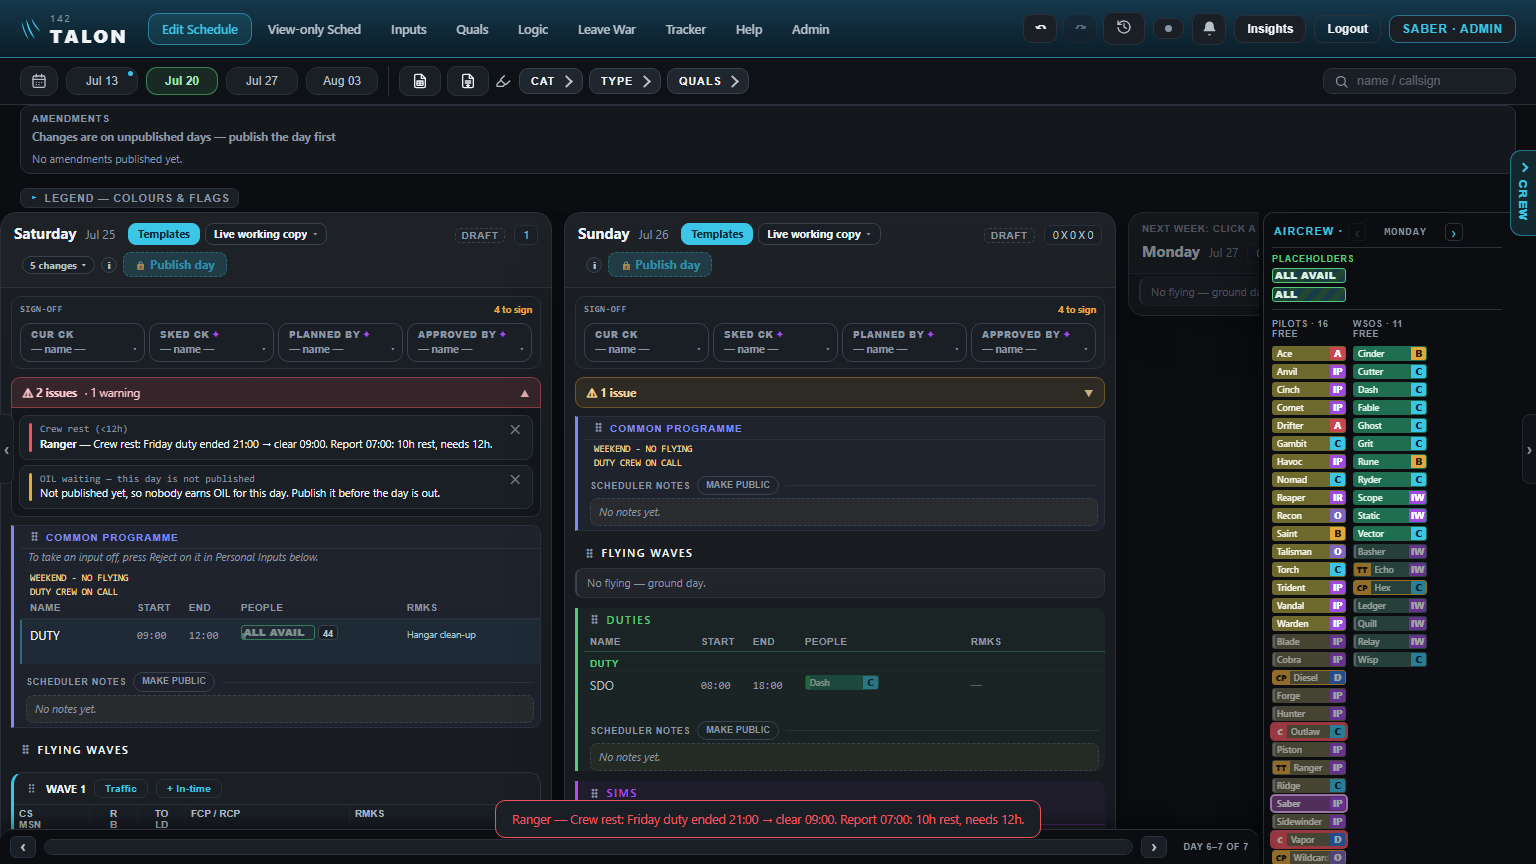 142
TALON
Edit Schedule
View-only Sched
Inputs
Quals
Logic
Leave War
Tracker
Help
Admin
Insights
Logout
SABER · ADMIN
Jul 13
Jul 20
Jul 27
Aug 03
CAT
TYPE
QUALS
name / callsign
AMENDMENTS
Changes are on unpublished days — publish the day first
No amendments published yet.
LEGEND — COLOURS & FLAGS
CREW
Saturday Jul 25
Templates
Live working copy
DRAFT
1
5 changes
i
Publish day
SIGN-OFF
4 to sign
CUR CK
— name —
SKED CK
— name —
PLANNED BY
— name —
APPROVED BY
— name —
2 issues · 1 warning
Crew rest (<12h)
Ranger — Crew rest: Friday duty ended 21:00 → clear 09:00. Report 07:00: 10h rest, needs 12h.
OIL waiting — this day is not published
Not published yet, so nobody earns OIL for this day. Publish it before the day is out.
COMMON PROGRAMME
To take an input off, press Reject on it in Personal Inputs below.
WEEKEND - NO FLYING
DUTY CREW ON CALL
NAME START END PEOPLE RMKS
DUTY 09:00 12:00 ALL AVAIL 44 Hangar clean-up
SCHEDULER NOTES
MAKE PUBLIC
No notes yet.
FLYING WAVES
WAVE 1
Traffic
+ In-time
CS R TO FCP / RCP RMKS
MSN B LD
Sunday Jul 26
Templates
Live working copy
DRAFT
0X0X0
i
Publish day
SIGN-OFF
4 to sign
CUR CK
— name —
SKED CK
— name —
PLANNED BY
— name —
APPROVED BY
— name —
1 issue
COMMON PROGRAMME
WEEKEND - NO FLYING
DUTY CREW ON CALL
SCHEDULER NOTES
MAKE PUBLIC
No notes yet.
FLYING WAVES
No flying — ground day.
DUTIES
NAME START END PEOPLE RMKS
DUTY
SDO 08:00 18:00 Dash C —
SCHEDULER NOTES
MAKE PUBLIC
No notes yet.
SIMS
NEXT WEEK: CLICK A
Monday Jul 27
No flying — ground
AIRCREW ·
MONDAY
PLACEHOLDERS
ALL AVAIL
ALL
PILOTS · 16 FREE
WSOS · 11 FREE
Ace A
Cinder B
Anvil IP
Cutter C
Cinch IP
Dash C
Comet IP
Fable C
Drifter A
Ghost C
Gambit C
Grit C
Havoc IP
Rune B
Nomad C
Ryder C
Reaper IR
Scope IW
Recon O
Static IW
Saint B
Vector C
Talisman O
Basher IW
Torch C
TT Echo IW
Trident IP
CP Hex C
Vandal IP
Ledger IW
Warden IP
Quill IW
Blade IP
Relay IW
Cobra IP
Wisp C
CP Diesel D
Forge IP
Hunter IP
C Outlaw C
Piston IP
TT Ranger IP
Ridge C
Saber IP
Sidewinder IP
C Vapor D
CP Wildcard O
Ranger — Crew rest: Friday duty ended 21:00 → clear 09:00. Report 07:00: 10h rest, needs 12h.
DAY 6–7 OF 7